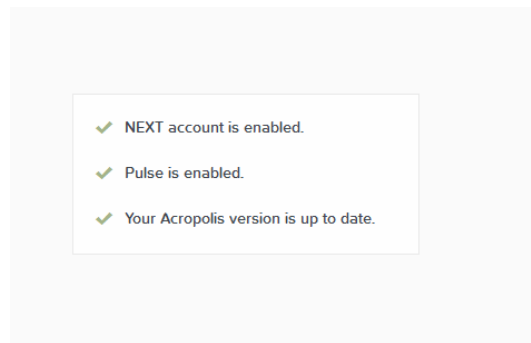 NEXT account is enabled.
Pulse is enabled.
Your Acropolis version is up to date.